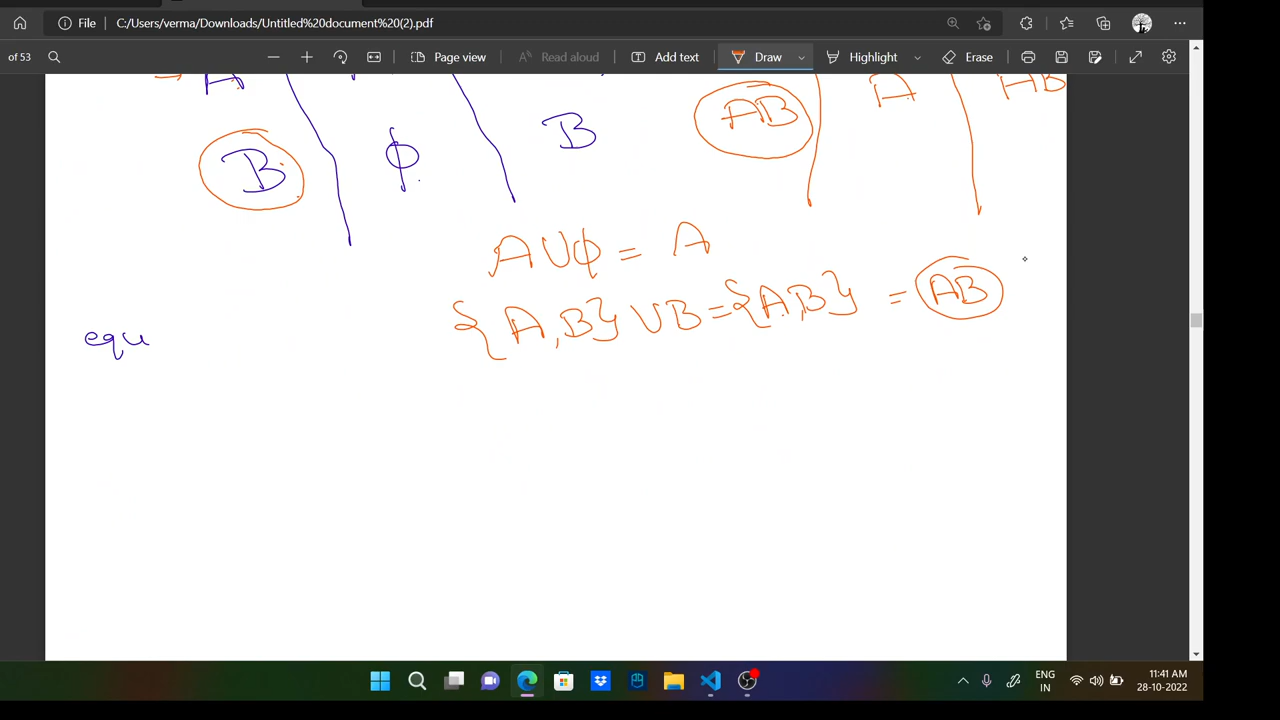 File C:/Users/verma/Downloads/Untitled%20document%20(2).pdf
of 53 Page view Read aloud Add text Draw Highlight Erase
A
B ϕ B AB A AB
A∪ϕ = A
{A,B} ∪B={A,B} = AB
equ
ENG
IN
11:41 AM
28-10-2022